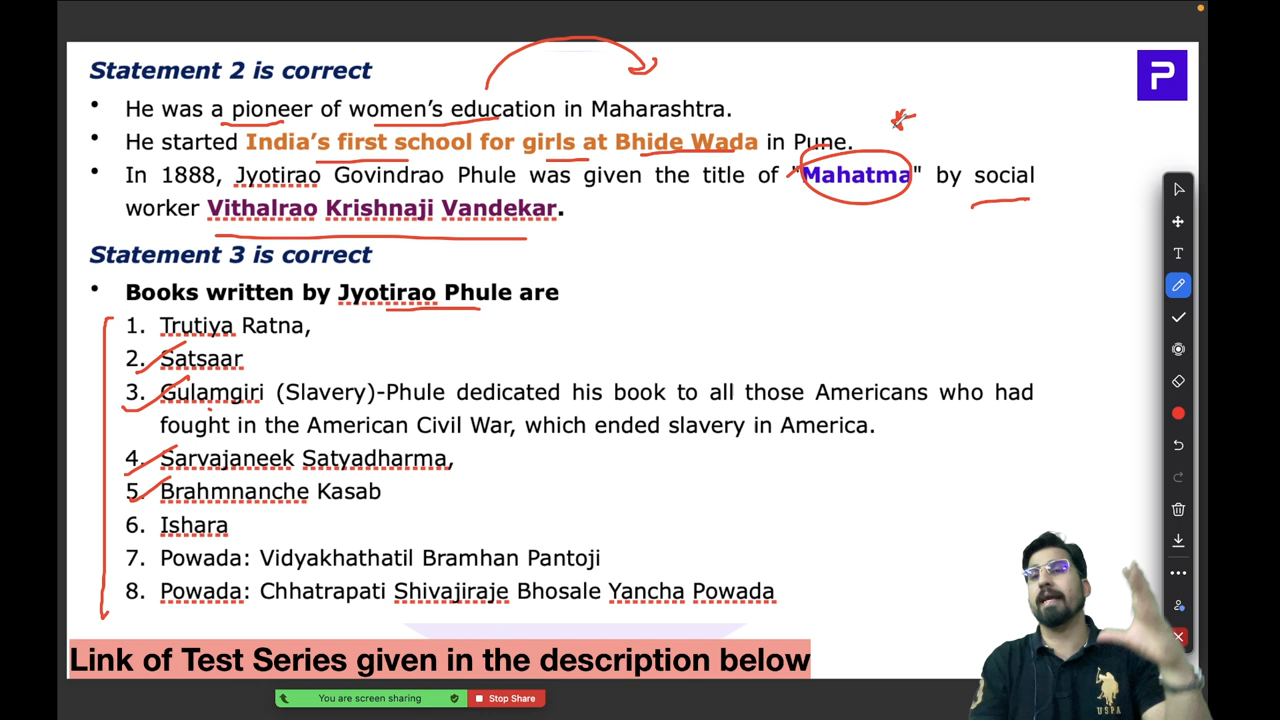 Statement 2 is correct
• He was a pioneer of women's education in Maharashtra.
• He started India's first school for girls at Bhide Wada in Pune.
• In 1888, Jyotirao Govindrao Phule was given the title of "Mahatma" by social
worker Vithalrao Krishnaji Vandekar.
Statement 3 is correct
• Books written by Jyotirao Phule are
1. Trutiya Ratna,
2. Satsaar
3. Gulamgiri (Slavery)-Phule dedicated his book to all those Americans who had
fought in the American Civil War, which ended slavery in America.
4. Sarvajaneek Satyadharma,
5. Brahmnanche Kasab
6. Ishara
7. Powada: Vidyakhathatil Bramhan Pantoji
8. Powada: Chhatrapati Shivajiraje Bhosale Yancha Powada
Link of Test Series given in the description below
You are screen sharing
Stop Share
USPA